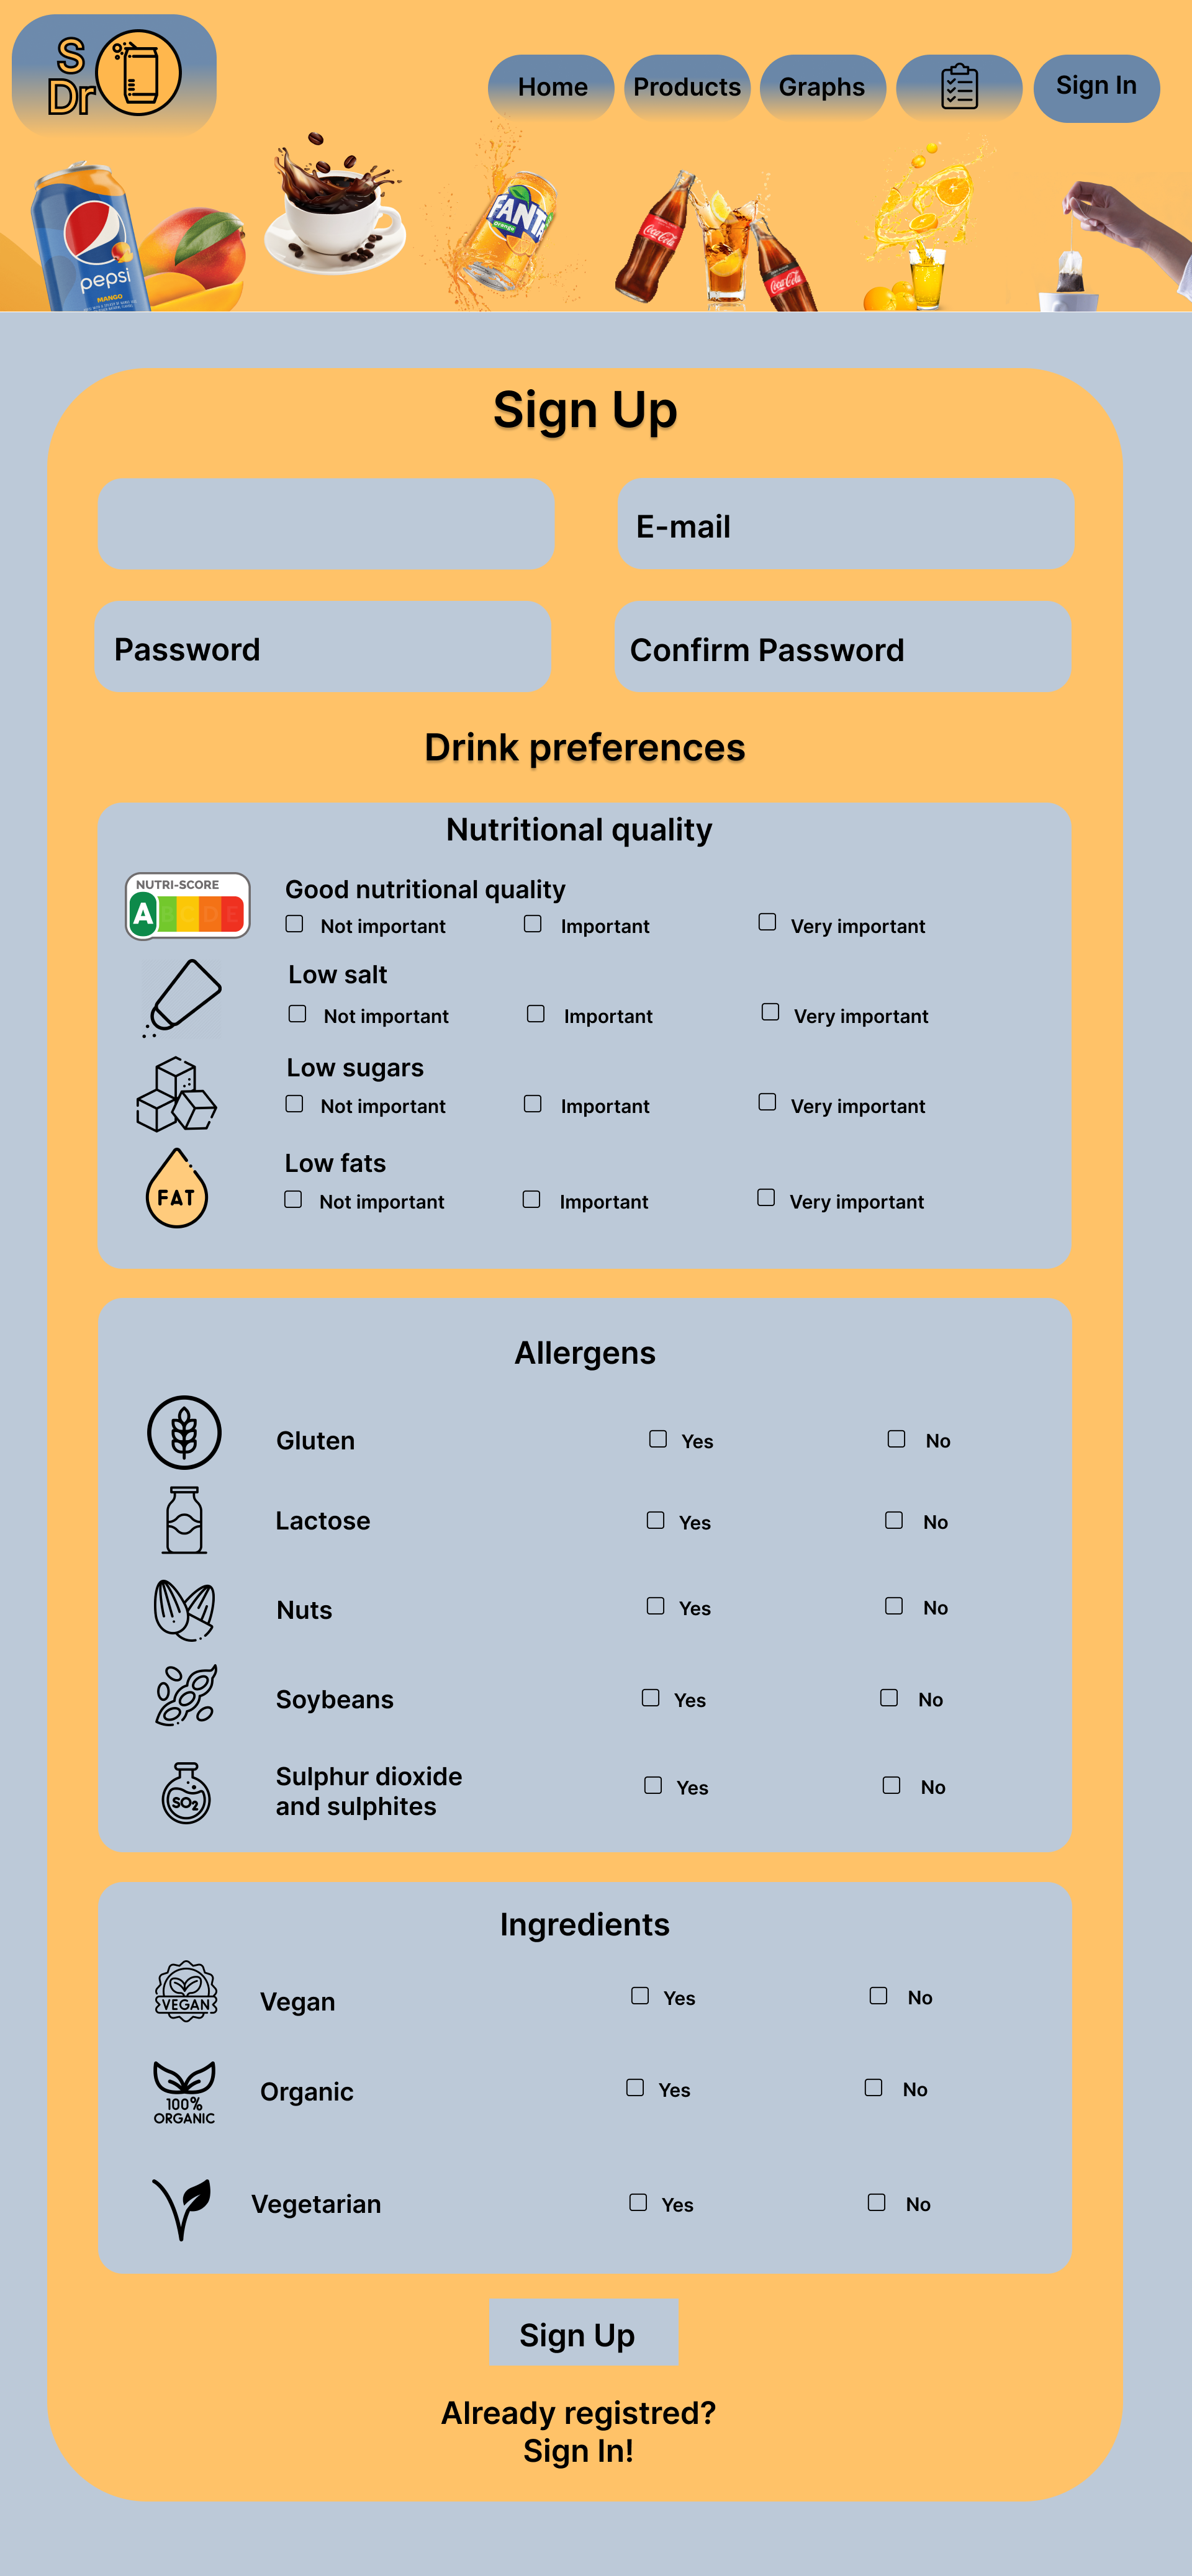 S
Dr
Home
Products
Graphs
Sign In
pepsi
MANGO
FANTA
orange
Coca-Cola
Coca-Cola
Sign Up
E-mail
Password
Confirm Password
Drink preferences
Nutritional quality
NUTRI-SCORE
A B C D E
Good nutritional quality
Not important
Important
Very important
Low salt
Not important
Important
Very important
Low sugars
Not important
Important
Very important
FAT
Low fats
Not important
Important
Very important
Allergens
Gluten
Yes
No
Lactose
Yes
No
Nuts
Yes
No
Soybeans
Yes
No
SO2
Sulphur dioxide
and sulphites
Yes
No
Ingredients
VEGAN
Vegan
Yes
No
100%
ORGANIC
Organic
Yes
No
Vegetarian
Yes
No
Sign Up
Already registred?
Sign In!